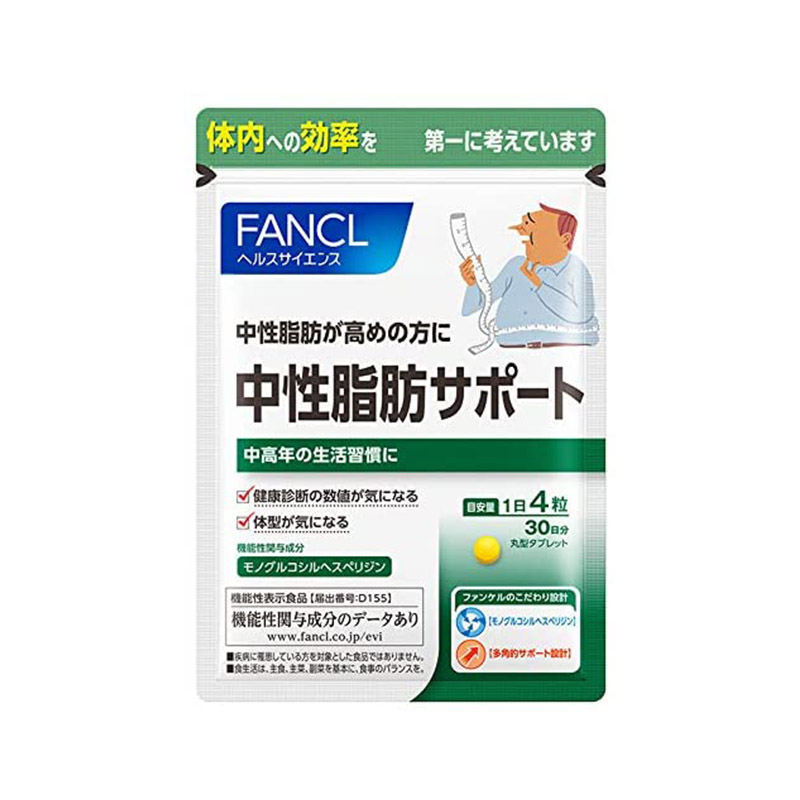 体内への効率を 第一に考えています
FANCL
ヘルスサイエンス
中性脂肪が高めの方に
中性脂肪サポート
中高年の生活習慣に
健康診断の数値が気になる
体型が気になる
目安量 1日4粒
30日分
丸型タブレット
機能性関与成分
モノグルコシルヘスペリジン
機能性表示食品【届出番号:D155】
機能性関与成分のデータあり
www.fancl.co.jp/evi
■疾病に罹患している方を対象とした食品ではありません。
■食生活は、主食、主菜、副菜を基本に、食事のバランスを。
ファンケルのこだわり設計
【モノグルコシルヘスペリジン】
【多角的サポート設計】